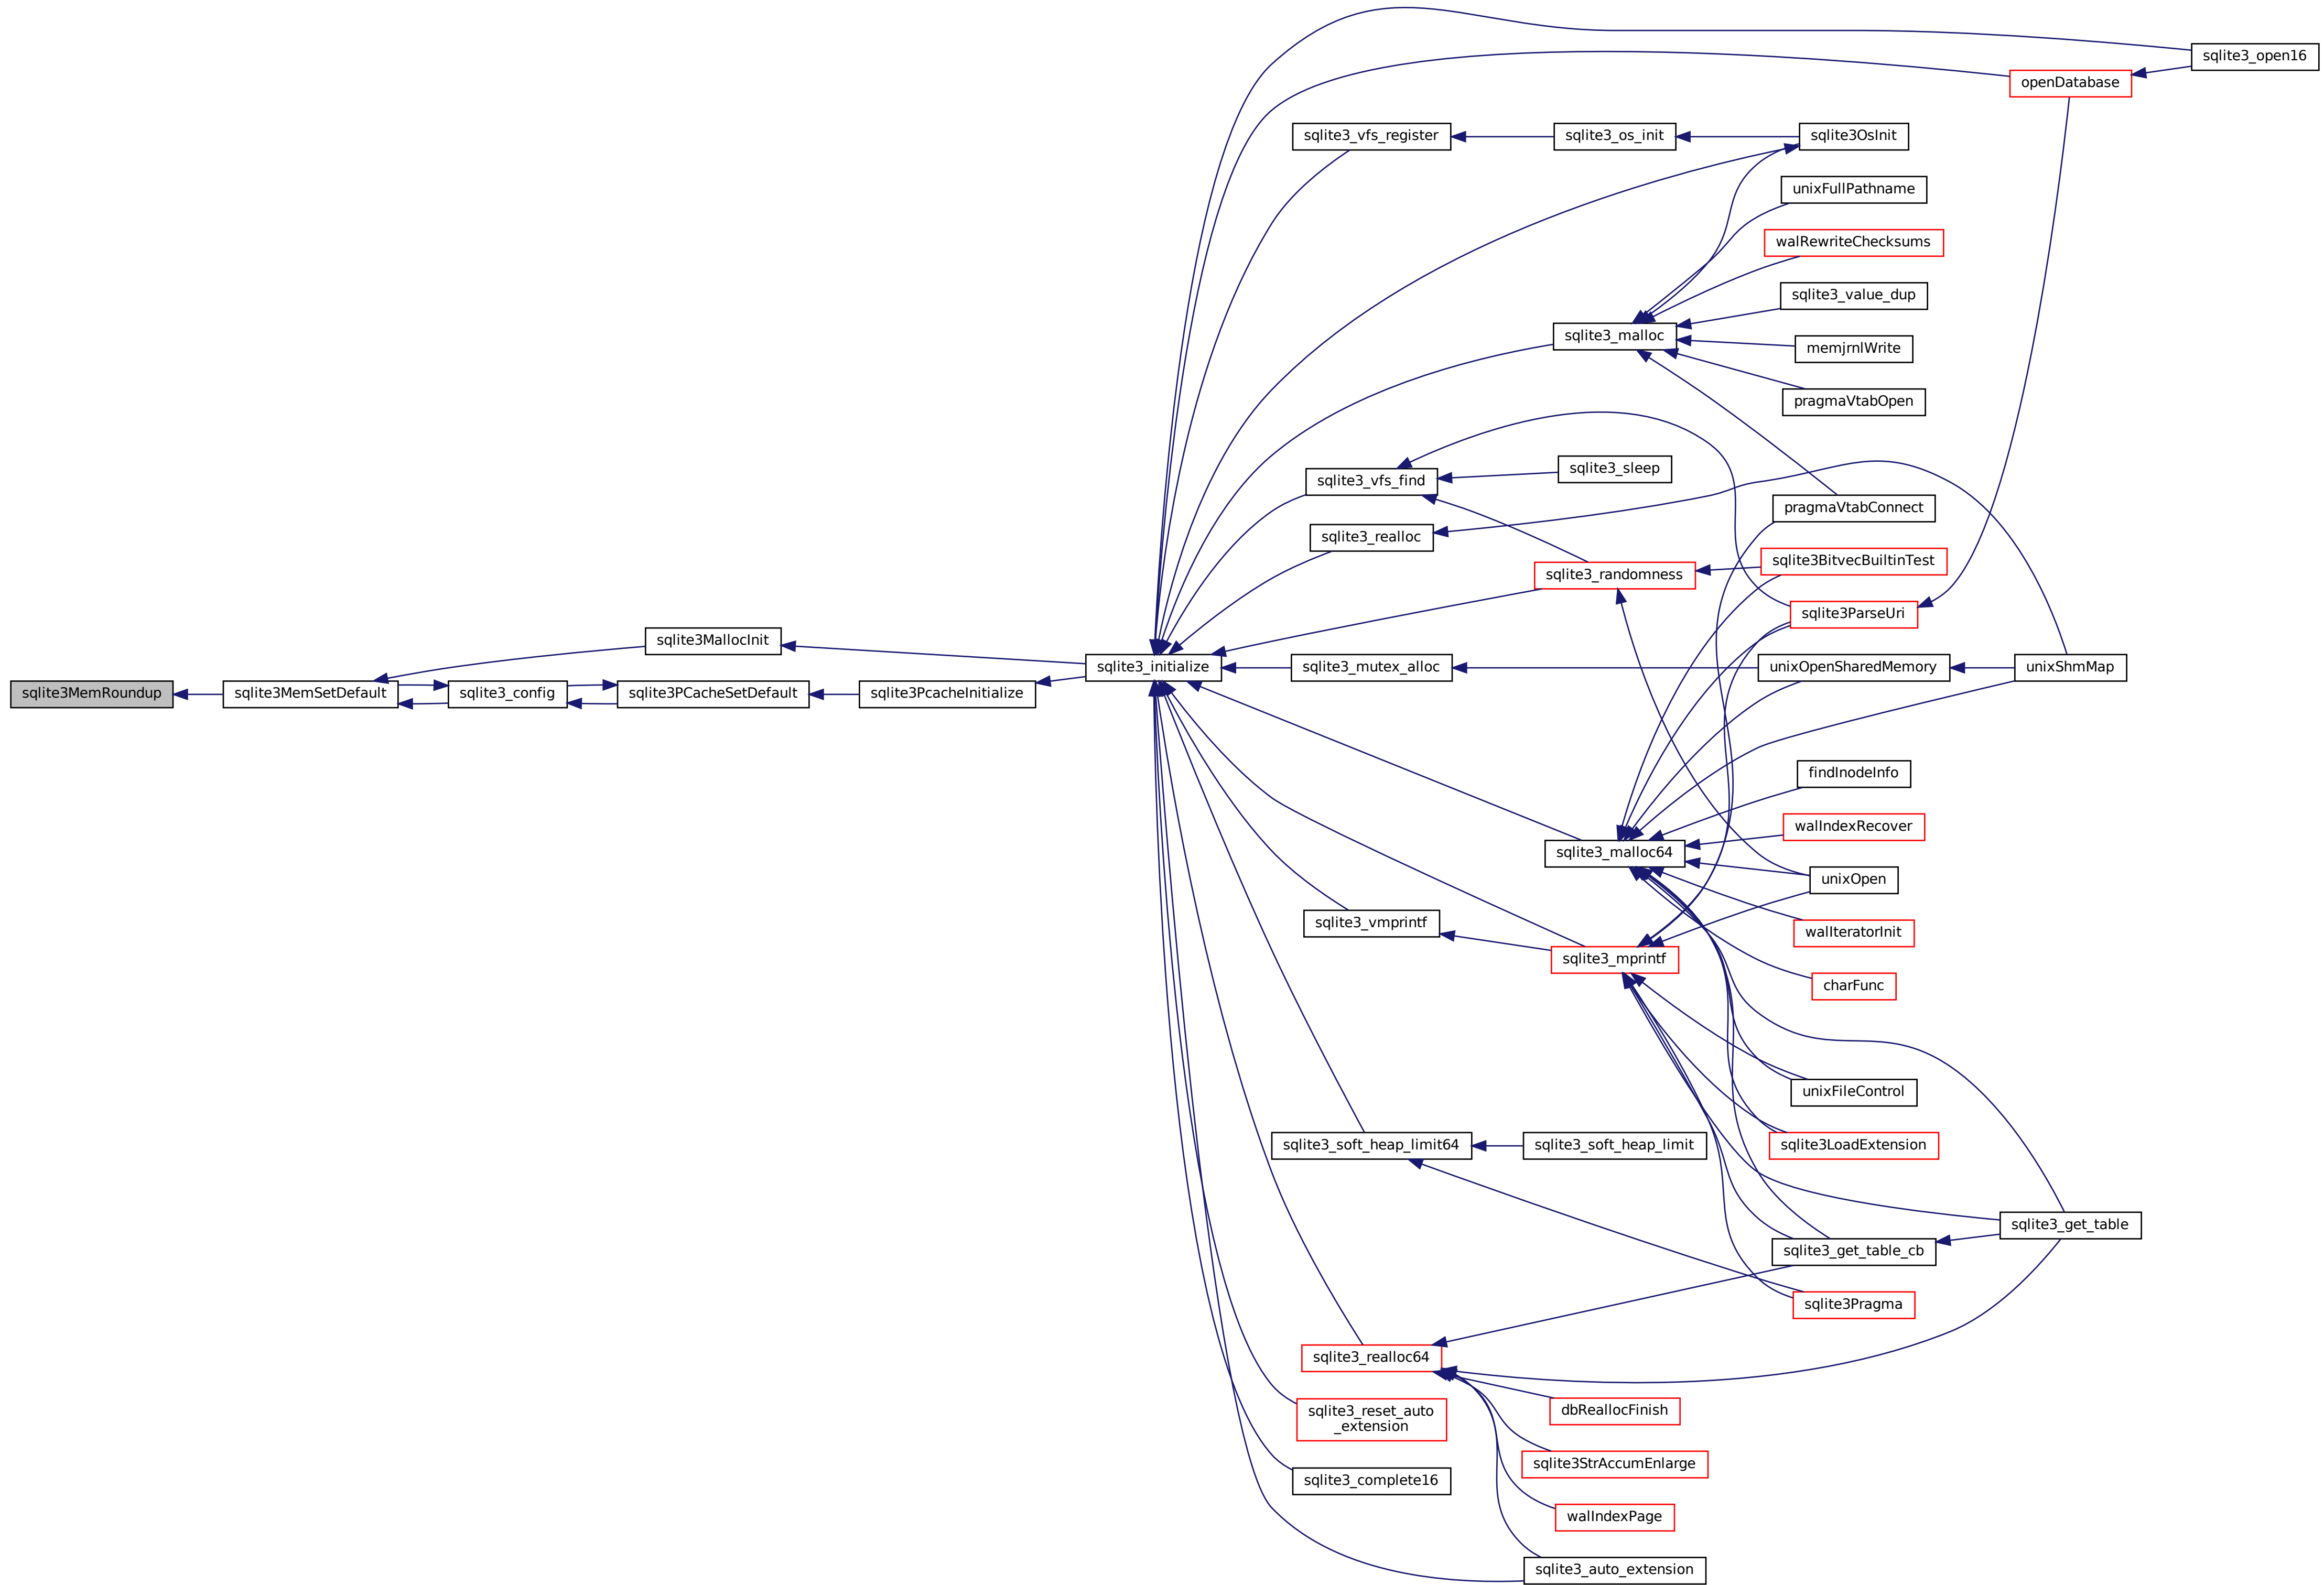 sqlite3_open16
openDatabase
sqlite3_vfs_register
sqlite3_os_init
sqlite3OsInit
unixFullPathname
walRewriteChecksums
sqlite3_value_dup
sqlite3_malloc
memjrnlWrite
pragmaVtabOpen
sqlite3_sleep
sqlite3_vfs_find
pragmaVtabConnect
sqlite3_realloc
sqlite3BitvecBuiltinTest
sqlite3_randomness
sqlite3ParseUri
sqlite3MallocInit
sqlite3_initialize
sqlite3_mutex_alloc
unixOpenSharedMemory
unixShmMap
sqlite3MemRoundup
sqlite3MemSetDefault
sqlite3_config
sqlite3PCacheSetDefault
sqlite3PcacheInitialize
findInodeInfo
walIndexRecover
sqlite3_malloc64
unixOpen
sqlite3_vmprintf
walIteratorInit
sqlite3_mprintf
charFunc
unixFileControl
sqlite3_soft_heap_limit64
sqlite3_soft_heap_limit
sqlite3LoadExtension
sqlite3_get_table
sqlite3_get_table_cb
sqlite3Pragma
sqlite3_realloc64
dbReallocFinish
sqlite3_reset_auto
_extension
sqlite3StrAccumEnlarge
sqlite3_complete16
walIndexPage
sqlite3_auto_extension